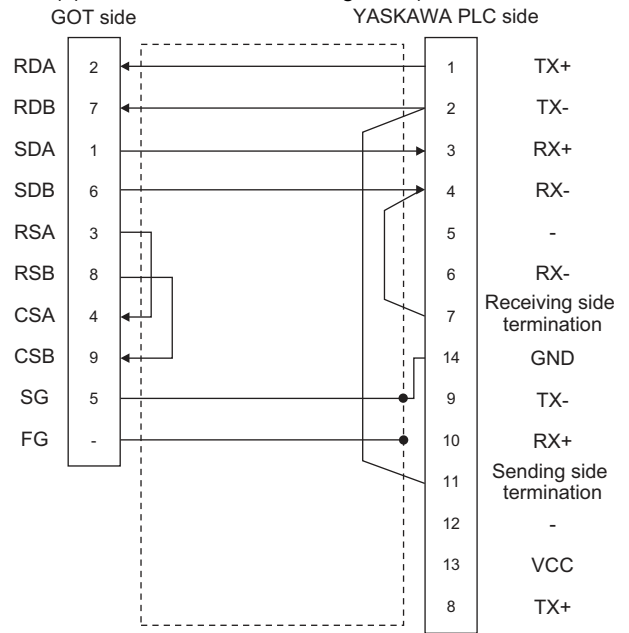 GOT side YASKAWA PLC side
RDA 2 1 TX+
RDB 7 2 TX-
SDA 1 3 RX+
SDB 6 4 RX-
RSA 3 5 -
RSB 8 6 RX-
CSA 4 7 Receiving side
termination
CSB 9 14 GND
SG 5 9 TX-
FG - 10 RX+
11 Sending side
termination
12 -
13 VCC
8 TX+